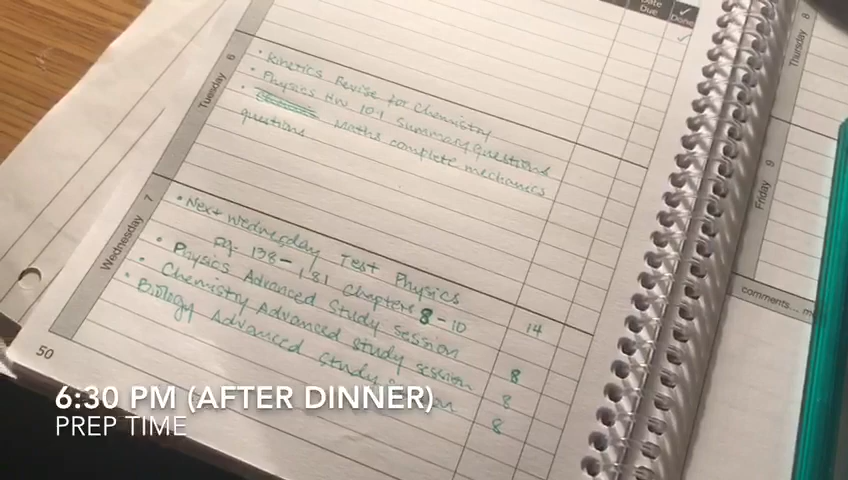 Date
Due
✓
Done
✓
Tuesday 6
• Kinetics Revise for Chemistry
• Physics HW 10.1 Summary questions
• Maths complete mechanics
questions
Wednesday 7
• Next Wednesday Test Physics
Pg. 138-181 Chapters 8-10 14
• Physics Advanced Study session 8
• Chemistry Advanced study session 8
• Biology Advanced study 8
50
Thursday 8
Friday 9
comments...
6:30 PM (AFTER DINNER)
PREP TIME